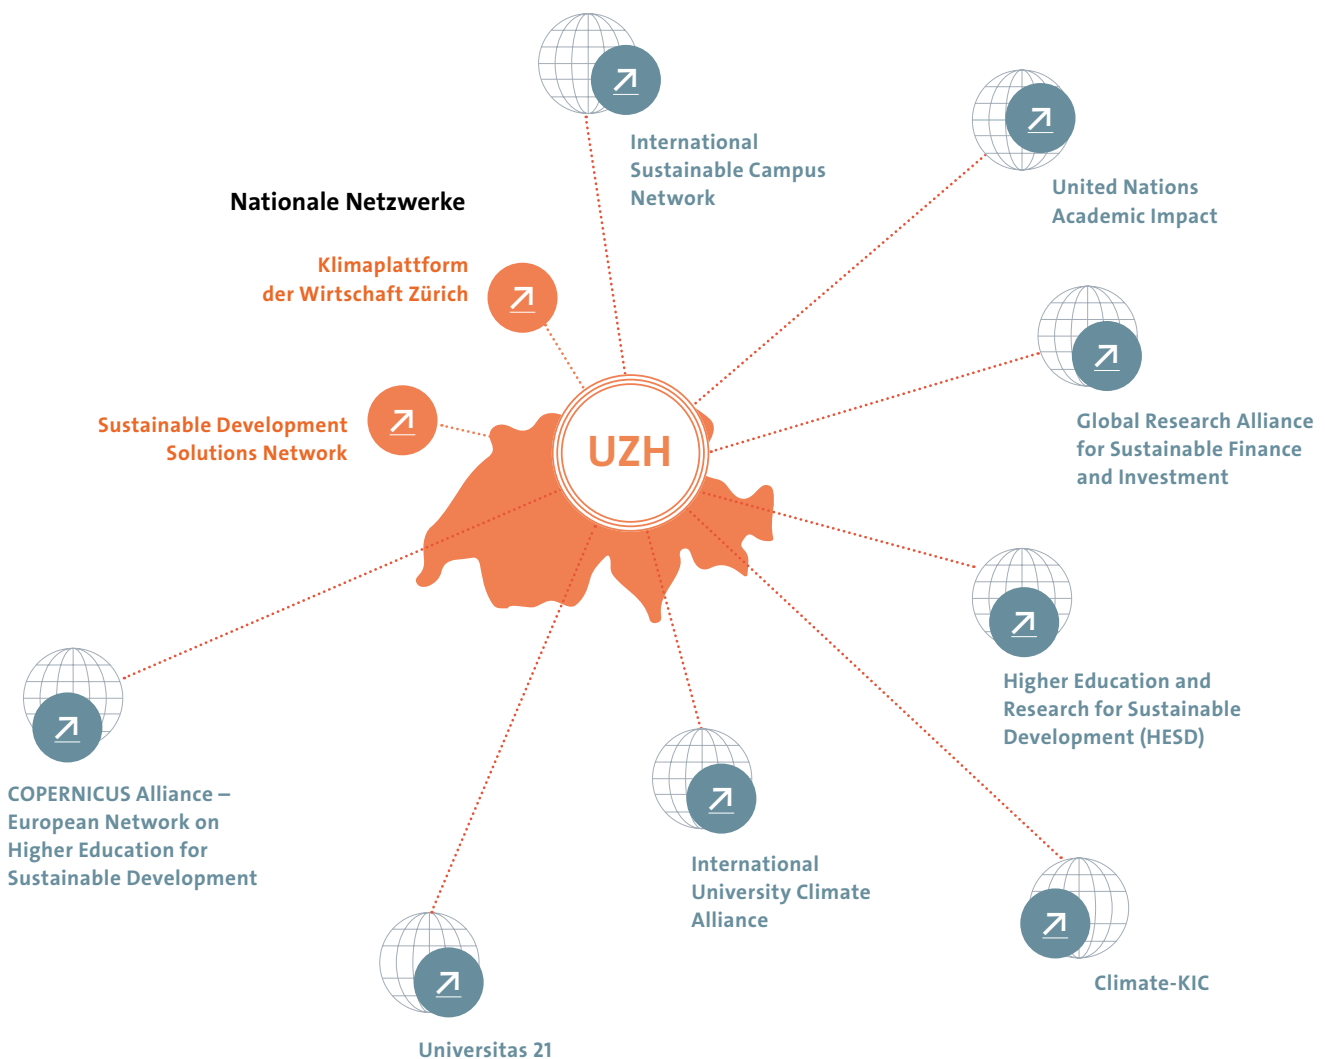 International
Sustainable Campus
Network
United Nations
Academic Impact
Nationale Netzwerke
Klimaplattform
der Wirtschaft Zürich
Sustainable Development
Solutions Network
UZH
Global Research Alliance
for Sustainable Finance
and Investment
Higher Education and
Research for Sustainable
Development (HESD)
COPERNICUS Alliance –
European Network on
Higher Education for
Sustainable Development
International
University Climate
Alliance
Climate-KIC
Universitas 21